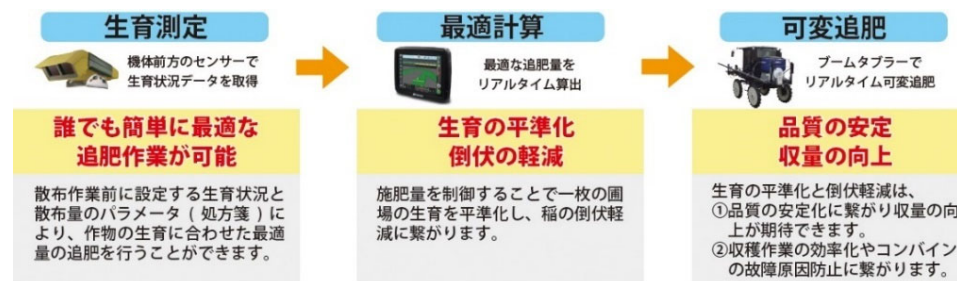 生育測定
機体前方のセンサーで
生育状況データを取得
誰でも簡単に最適な
追肥作業が可能
散布作業前に設定する生育状況と
散布量のパラメータ ( 処方箋 ) に
より、作物の生育に合わせた最適
量の追肥を行うことができます。
最適計算
最適な追肥量を
リアルタイム算出
生育の平準化
倒伏の軽減
施肥量を制御することで一枚の圃
場の生育を平準化し、稲の倒伏軽
減に繋がります。
可変追肥
ブームタブラーで
リアルタイム可変追肥
品質の安定
収量の向上
生育の平準化と倒伏軽減は、
①品質の安定化に繋がり収量の向
上が期待できます。
②収穫作業の効率化やコンバイン
の故障原因防止に繋がります。